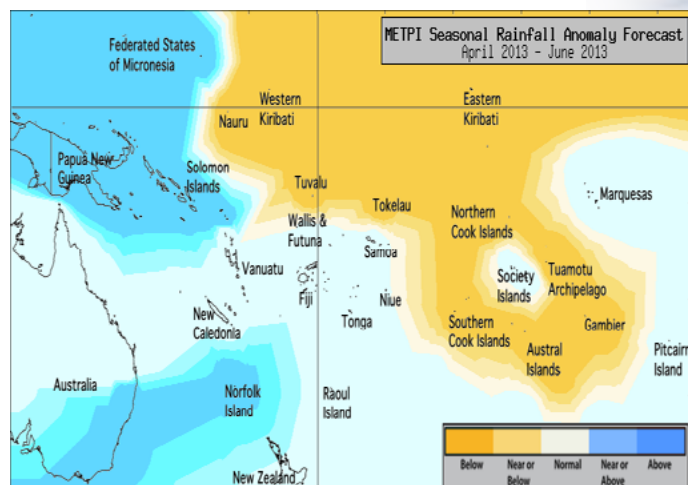 METPI Seasonal Rainfall Anomaly Forecast
April 2013 - June 2013
Federated States
of Micronesia
Western
Kiribati
Eastern
Kiribati
Nauru
Papua New
Guinea
Solomon
Islands
Tuvalu
Tokelau
Marquesas
Wallis &
Futuna
Northern
Cook Islands
Samoa
Vanuatu
Fiji
Niue
Society
Islands
Tuamotu
Archipelago
New
Caledonia
Tonga
Southern
Cook Islands
Gambier
Austral
Islands
Pitcairn
Island
Australia
Norfolk
Island
Raoul
Island
New Zealand
Below
Near or
Below
Normal
Near or
Above
Above